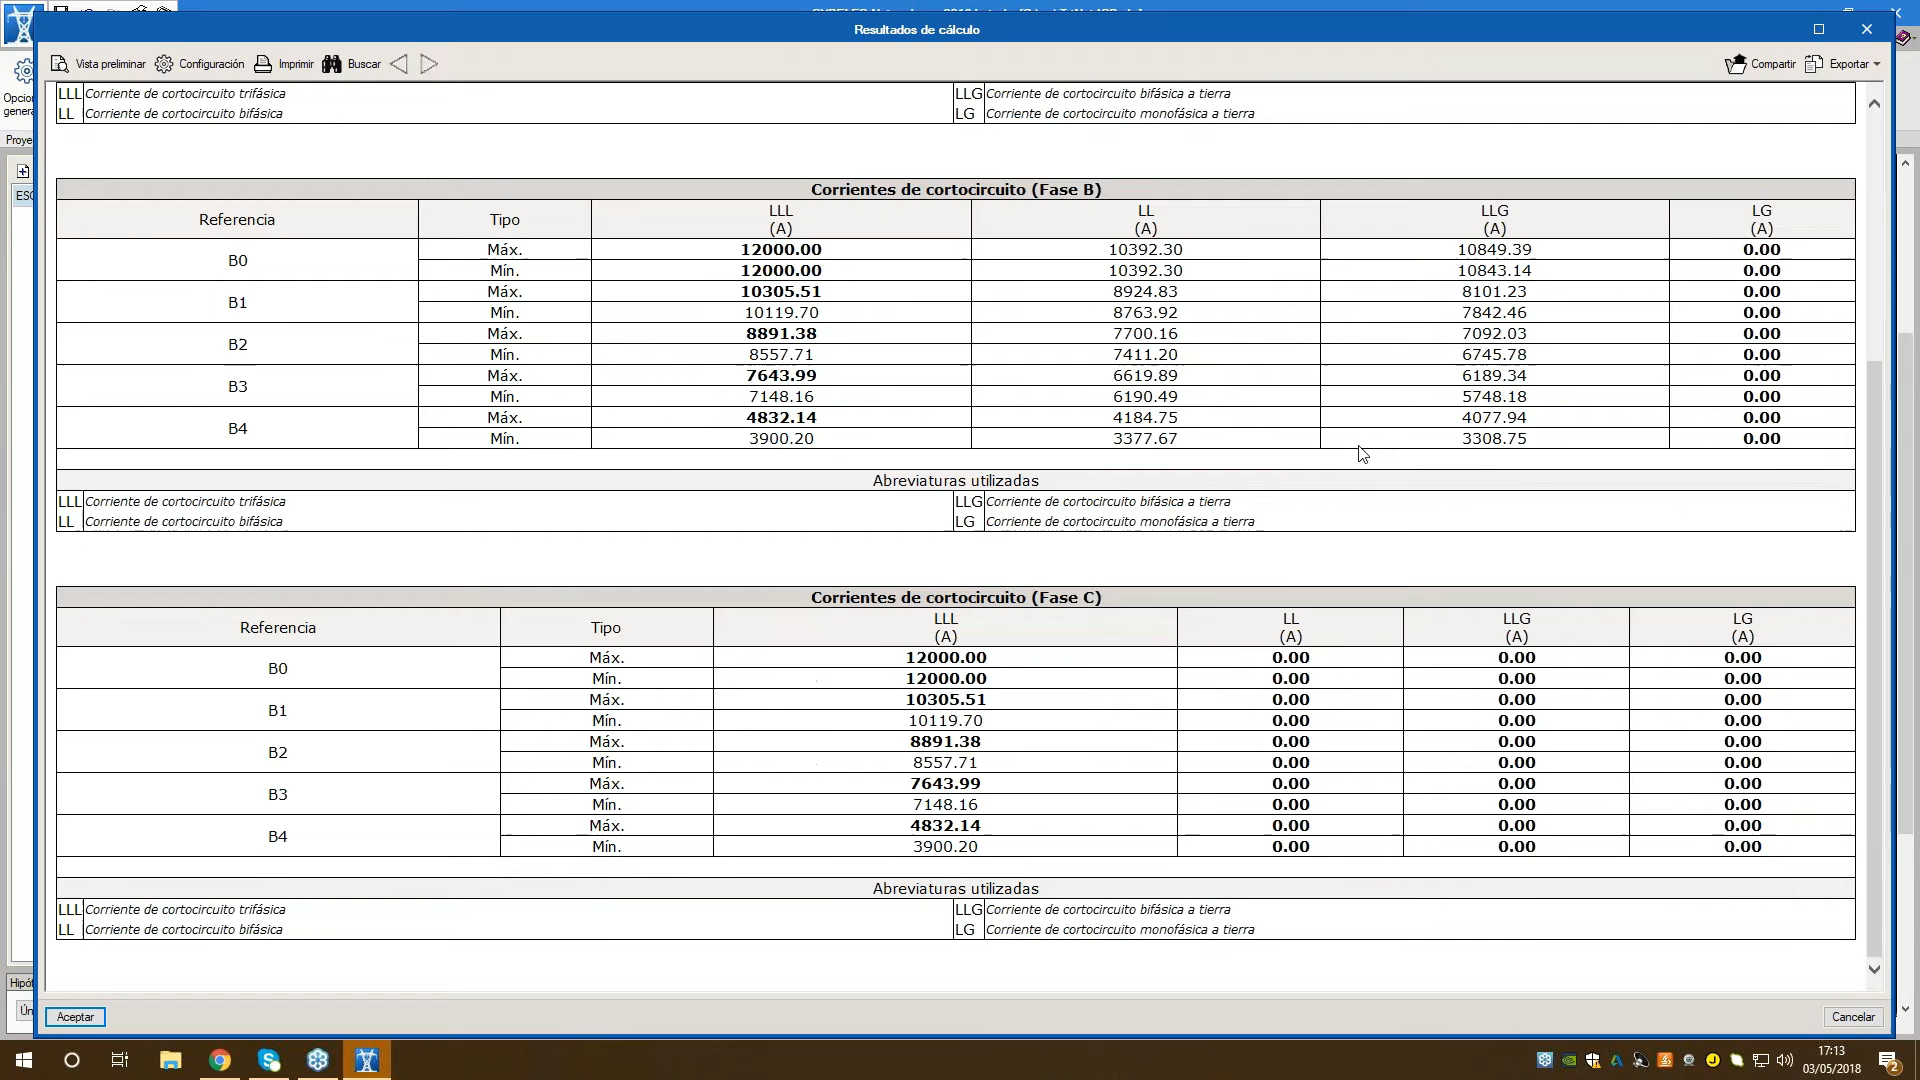 Resultados de cálculo
Vista preliminar Configuración Imprimir Buscar Compartir Exportar
Opcio
genera
Proye
ESC
LLL Corriente de cortocircuito trifásica LLG Corriente de cortocircuito bifásica a tierra
LL Corriente de cortocircuito bifásica LG Corriente de cortocircuito monofásica a tierra
Corrientes de cortocircuito (Fase B)
Referencia Tipo LLL (A) LL (A) LLG (A) LG (A)
B0 Máx. 12000.00 10392.30 10849.39 0.00
Mín. 12000.00 10392.30 10843.14 0.00
B1 Máx. 10305.51 8924.83 8101.23 0.00
Mín. 10119.70 8763.92 7842.46 0.00
B2 Máx. 8891.38 7700.16 7092.03 0.00
Mín. 8557.71 7411.20 6745.78 0.00
B3 Máx. 7643.99 6619.89 6189.34 0.00
Mín. 7148.16 6190.49 5748.18 0.00
B4 Máx. 4832.14 4184.75 4077.94 0.00
Mín. 3900.20 3377.67 3308.75 0.00
Abreviaturas utilizadas
LLL Corriente de cortocircuito trifásica LLG Corriente de cortocircuito bifásica a tierra
LL Corriente de cortocircuito bifásica LG Corriente de cortocircuito monofásica a tierra
Corrientes de cortocircuito (Fase C)
Referencia Tipo LLL (A) LL (A) LLG (A) LG (A)
B0 Máx. 12000.00 0.00 0.00 0.00
Mín. 12000.00 0.00 0.00 0.00
B1 Máx. 10305.51 0.00 0.00 0.00
Mín. 10119.70 0.00 0.00 0.00
B2 Máx. 8891.38 0.00 0.00 0.00
Mín. 8557.71 0.00 0.00 0.00
B3 Máx. 7643.99 0.00 0.00 0.00
Mín. 7148.16 0.00 0.00 0.00
B4 Máx. 4832.14 0.00 0.00 0.00
Mín. 3900.20 0.00 0.00 0.00
Abreviaturas utilizadas
LLL Corriente de cortocircuito trifásica LLG Corriente de cortocircuito bifásica a tierra
LL Corriente de cortocircuito bifásica LG Corriente de cortocircuito monofásica a tierra
Hipót
Ún
Aceptar Cancelar
17:13
03/05/2018
2